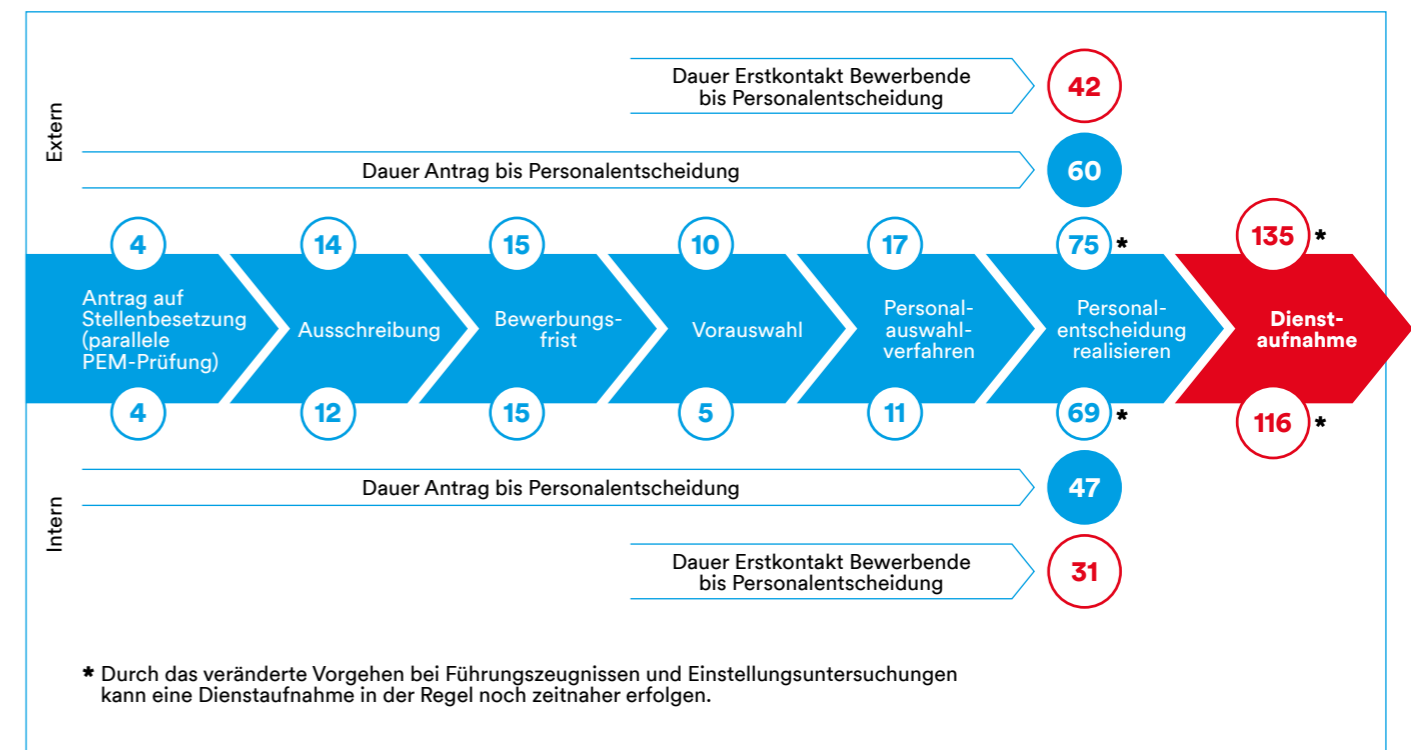 Extern
Dauer Erstkontakt Bewerbende
bis Personalentscheidung
42
Dauer Antrag bis Personalentscheidung
60
4
14
15
10
17
75 *
135 *
Antrag auf
Stellenbesetzung
(parallele
PEM-Prüfung)
Ausschreibung
Bewerbungs-
frist
Vorauswahl
Personal-
auswahl-
verfahren
Personal-
entscheidung
realisieren
Dienst-
aufnahme
4
12
15
5
11
69 *
116 *
Intern
Dauer Antrag bis Personalentscheidung
47
Dauer Erstkontakt Bewerbende
bis Personalentscheidung
31
* Durch das veränderte Vorgehen bei Führungszeugnissen und Einstellungsuntersuchungen
kann eine Dienstaufnahme in der Regel noch zeitnaher erfolgen.